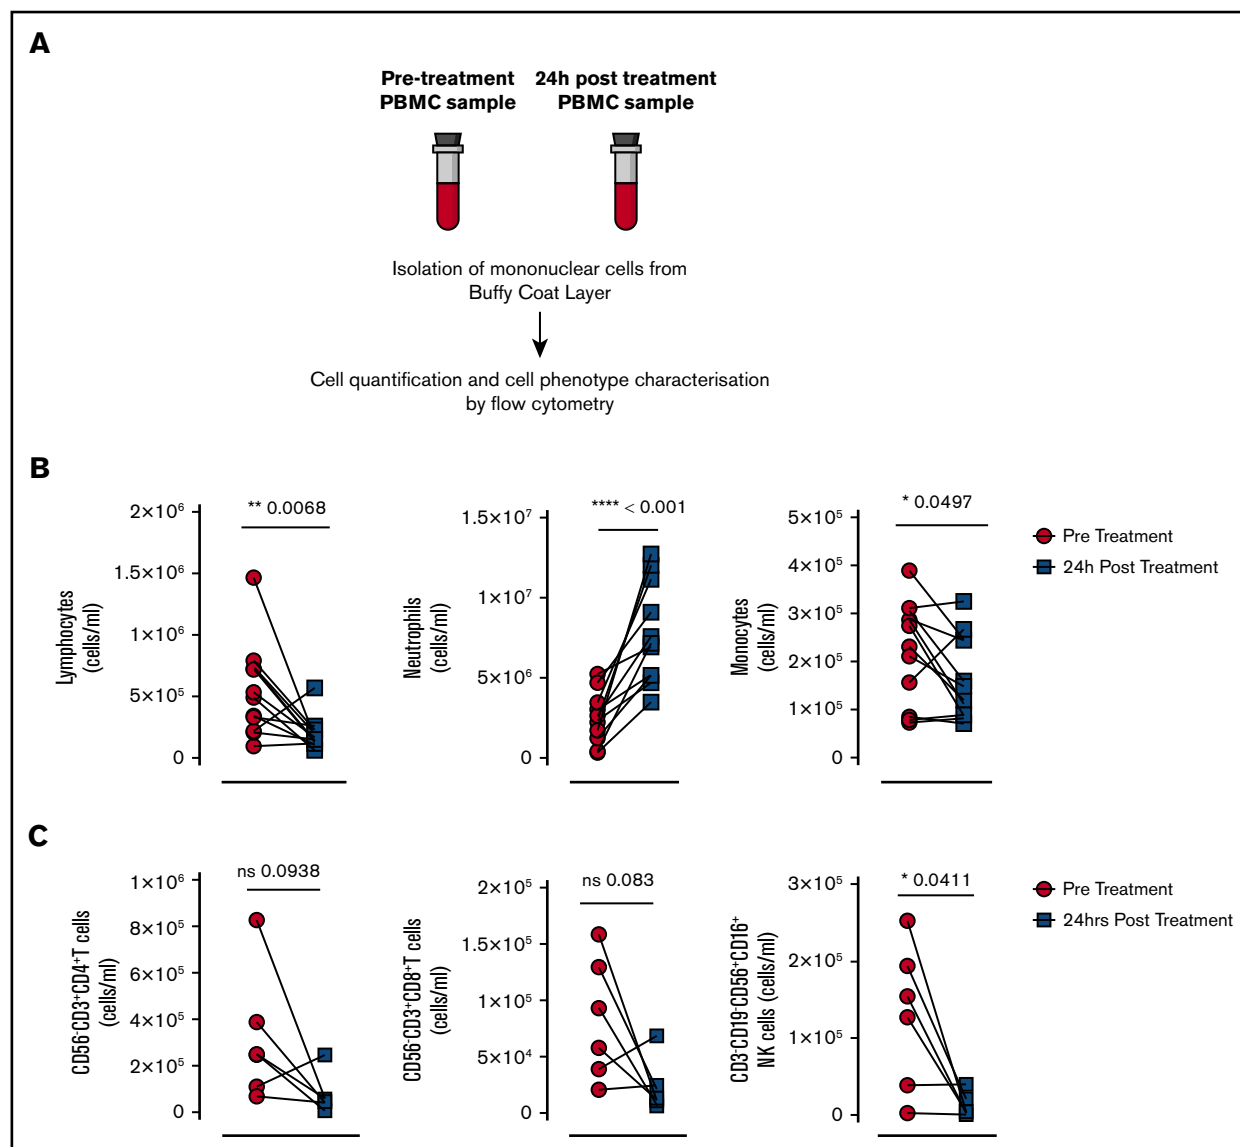 A
Pre-treatment
PBMC sample
24h post treatment
PBMC sample
Isolation of mononuclear cells from
Buffy Coat Layer
Cell quantification and cell phenotype characterisation
by flow cytometry
B
Lymphocytes
(cells/ml)
2×10⁶
1.5×10⁶
1×10⁶
5×10⁵
0
** 0.0068
Neutrophils
(cells/ml)
1.5×10⁷
1×10⁷
5×10⁶
0
**** < 0.001
Monocytes
(cells/ml)
5×10⁵
4×10⁵
3×10⁵
2×10⁵
1×10⁵
0
* 0.0497
Pre Treatment
24h Post Treatment
C
CD56⁻CD3⁺CD4⁺T cells
(cells/ml)
1×10⁶
8×10⁵
6×10⁵
4×10⁵
2×10⁵
0
ns 0.0938
CD56⁻CD3⁺CD8⁺T cells
(cells/ml)
2×10⁵
1.5×10⁵
1×10⁵
5×10⁴
0
ns 0.083
CD3⁻CD19⁻CD56⁺CD16⁺
NK cells (cells/ml)
3×10⁵
2×10⁵
1×10⁵
0
* 0.0411
Pre Treatment
24hrs Post Treatment